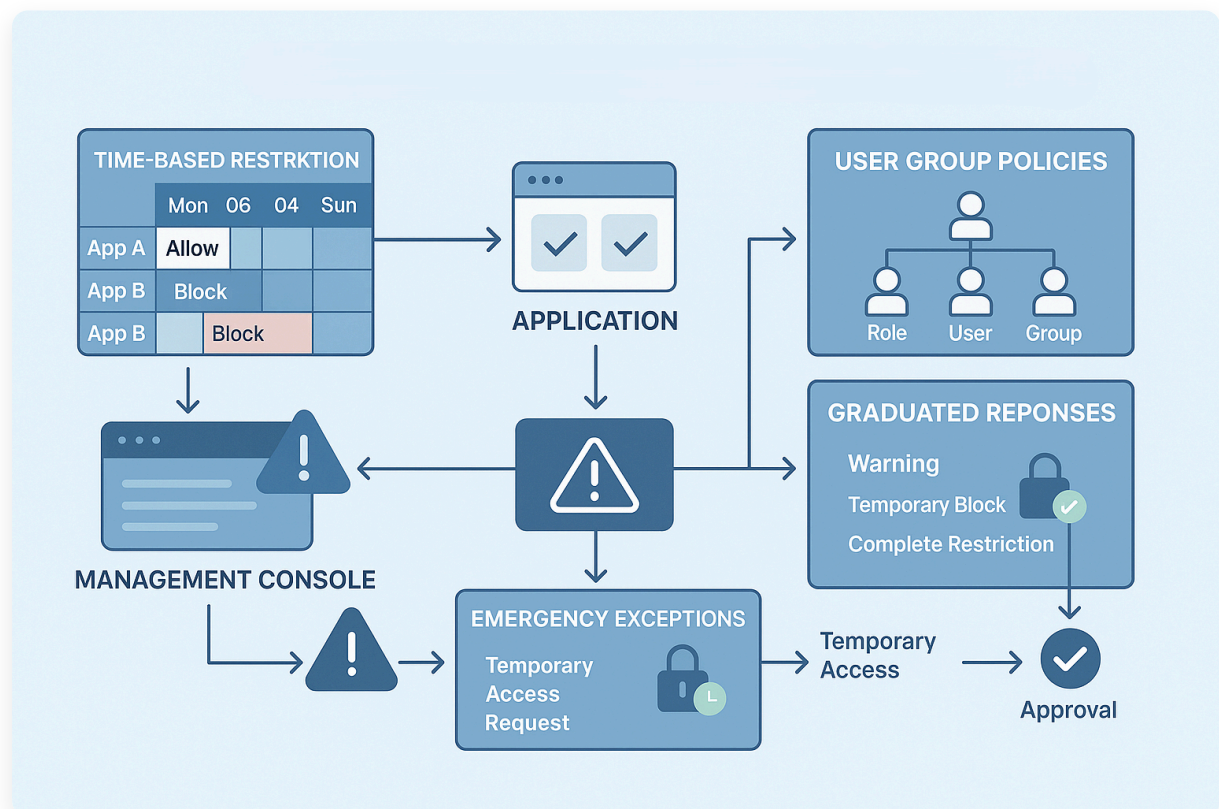 TIME-BASED RESTRKTION
Mon 06 04 Sun
App A Allow
App B Block
App B Block
APPLICATION
USER GROUP POLICIES
Role User Group
GRADUATED REPONSES
Warning
Temporary Block
Complete Restriction
MANAGEMENT CONSOLE
EMERGENCY EXCEPTIONS
Temporary
Access
Request
Temporary
Access
Approval